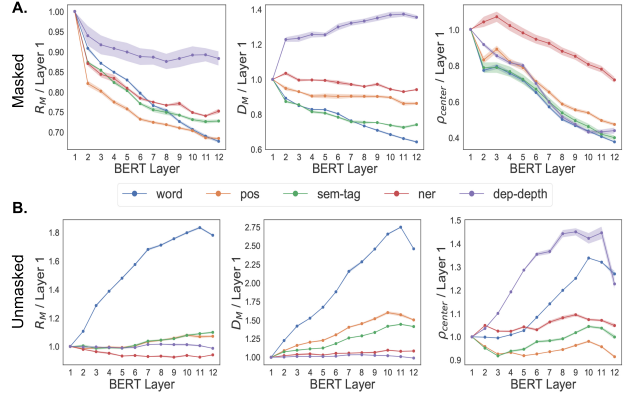 A.
Masked
R_M / Layer 1
1.00
0.95
0.90
0.85
0.80
0.75
0.70
1 2 3 4 5 6 7 8 9 10 11 12
BERT Layer
D_M / Layer 1
1.4
1.2
1.0
0.8
0.6
1 2 3 4 5 6 7 8 9 10 11 12
BERT Layer
ρ_center / Layer 1
1.0
0.8
0.6
0.4
1 2 3 4 5 6 7 8 9 10 11 12
BERT Layer
word pos sem-tag ner dep-depth
B.
Unmasked
R_M / Layer 1
1.8
1.6
1.4
1.2
1.0
1 2 3 4 5 6 7 8 9 10 11 12
BERT Layer
D_M / Layer 1
2.75
2.50
2.25
2.00
1.75
1.50
1.25
1.00
1 2 3 4 5 6 7 8 9 10 11 12
BERT Layer
ρ_center / Layer 1
1.5
1.4
1.3
1.2
1.1
1.0
0.9
1 2 3 4 5 6 7 8 9 10 11 12
BERT Layer